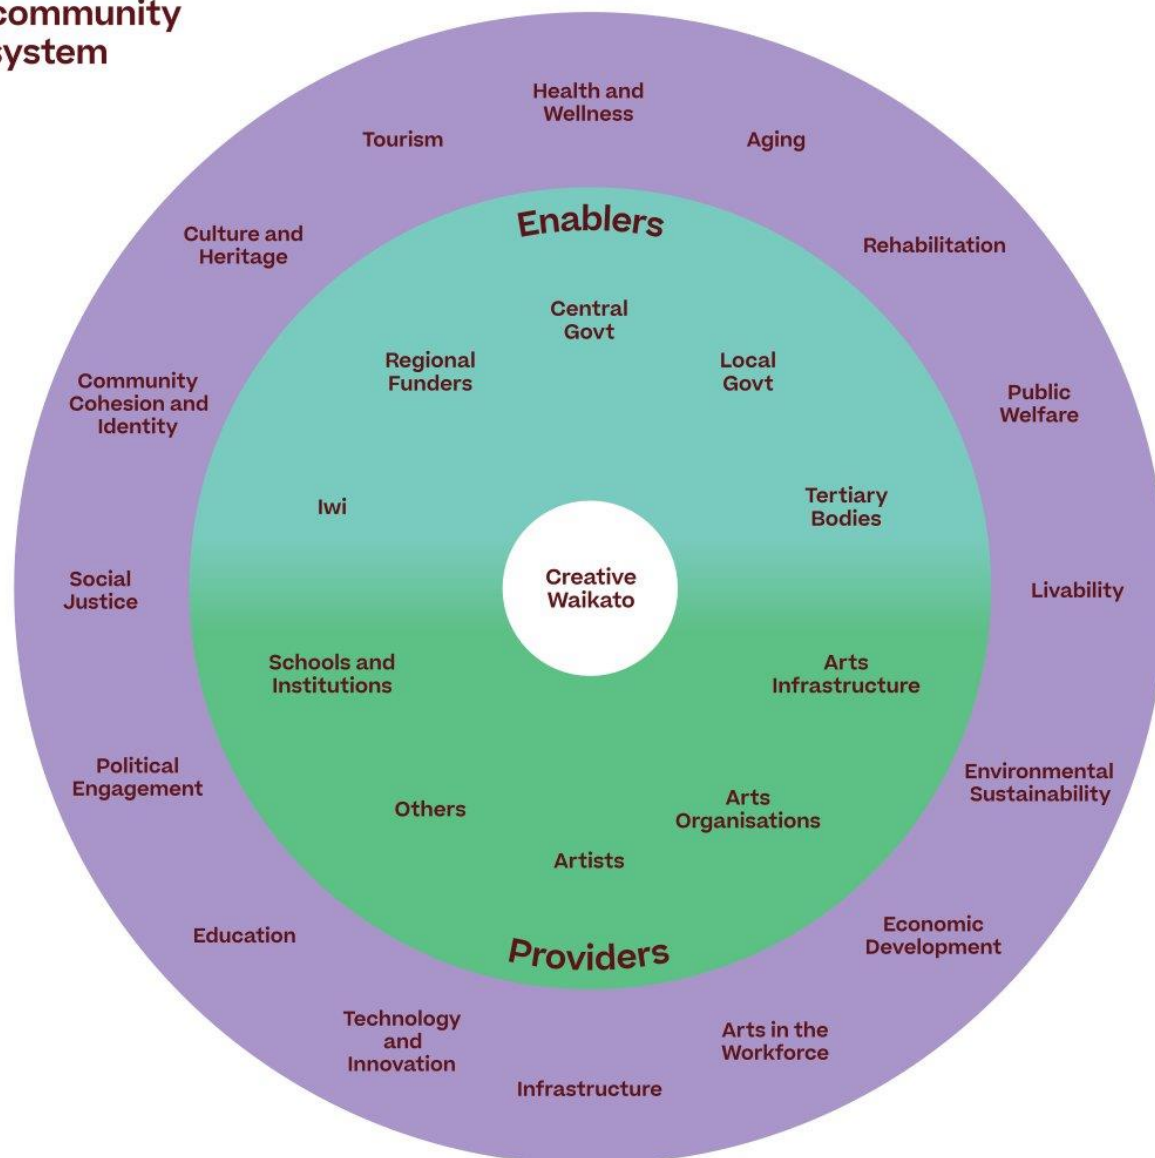 community
system
Health and
Wellness
Tourism
Aging
Culture and
Heritage
Enablers
Rehabilitation
Central
Govt
Regional
Funders
Local
Govt
Community
Cohesion and
Identity
Public
Welfare
Iwi
Tertiary
Bodies
Social
Justice
Creative
Waikato
Livability
Schools and
Institutions
Arts
Infrastructure
Political
Engagement
Environmental
Sustainability
Others
Arts
Organisations
Artists
Education
Economic
Development
Providers
Technology
and
Innovation
Arts in the
Workforce
Infrastructure